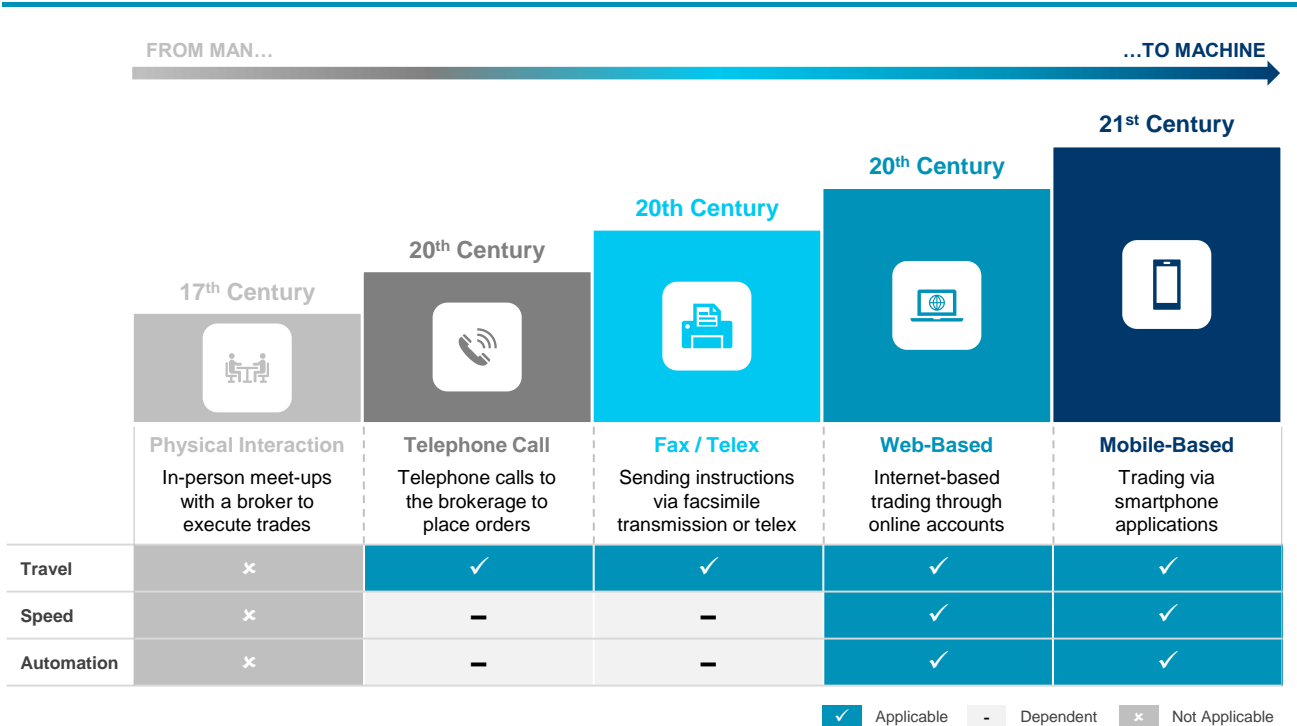 FROM MAN…
…TO MACHINE
21st Century
20th Century
20th Century
20th Century
17th Century
Physical Interaction
In-person meet-ups
with a broker to
execute trades
Telephone Call
Telephone calls to
the brokerage to
place orders
Fax / Telex
Sending instructions
via facsimile
transmission or telex
Web-Based
Internet-based
trading through
online accounts
Mobile-Based
Trading via
smartphone
applications
Travel × ✓ ✓ ✓ ✓
Speed × – – ✓ ✓
Automation × – – ✓ ✓
✓ Applicable - Dependent × Not Applicable